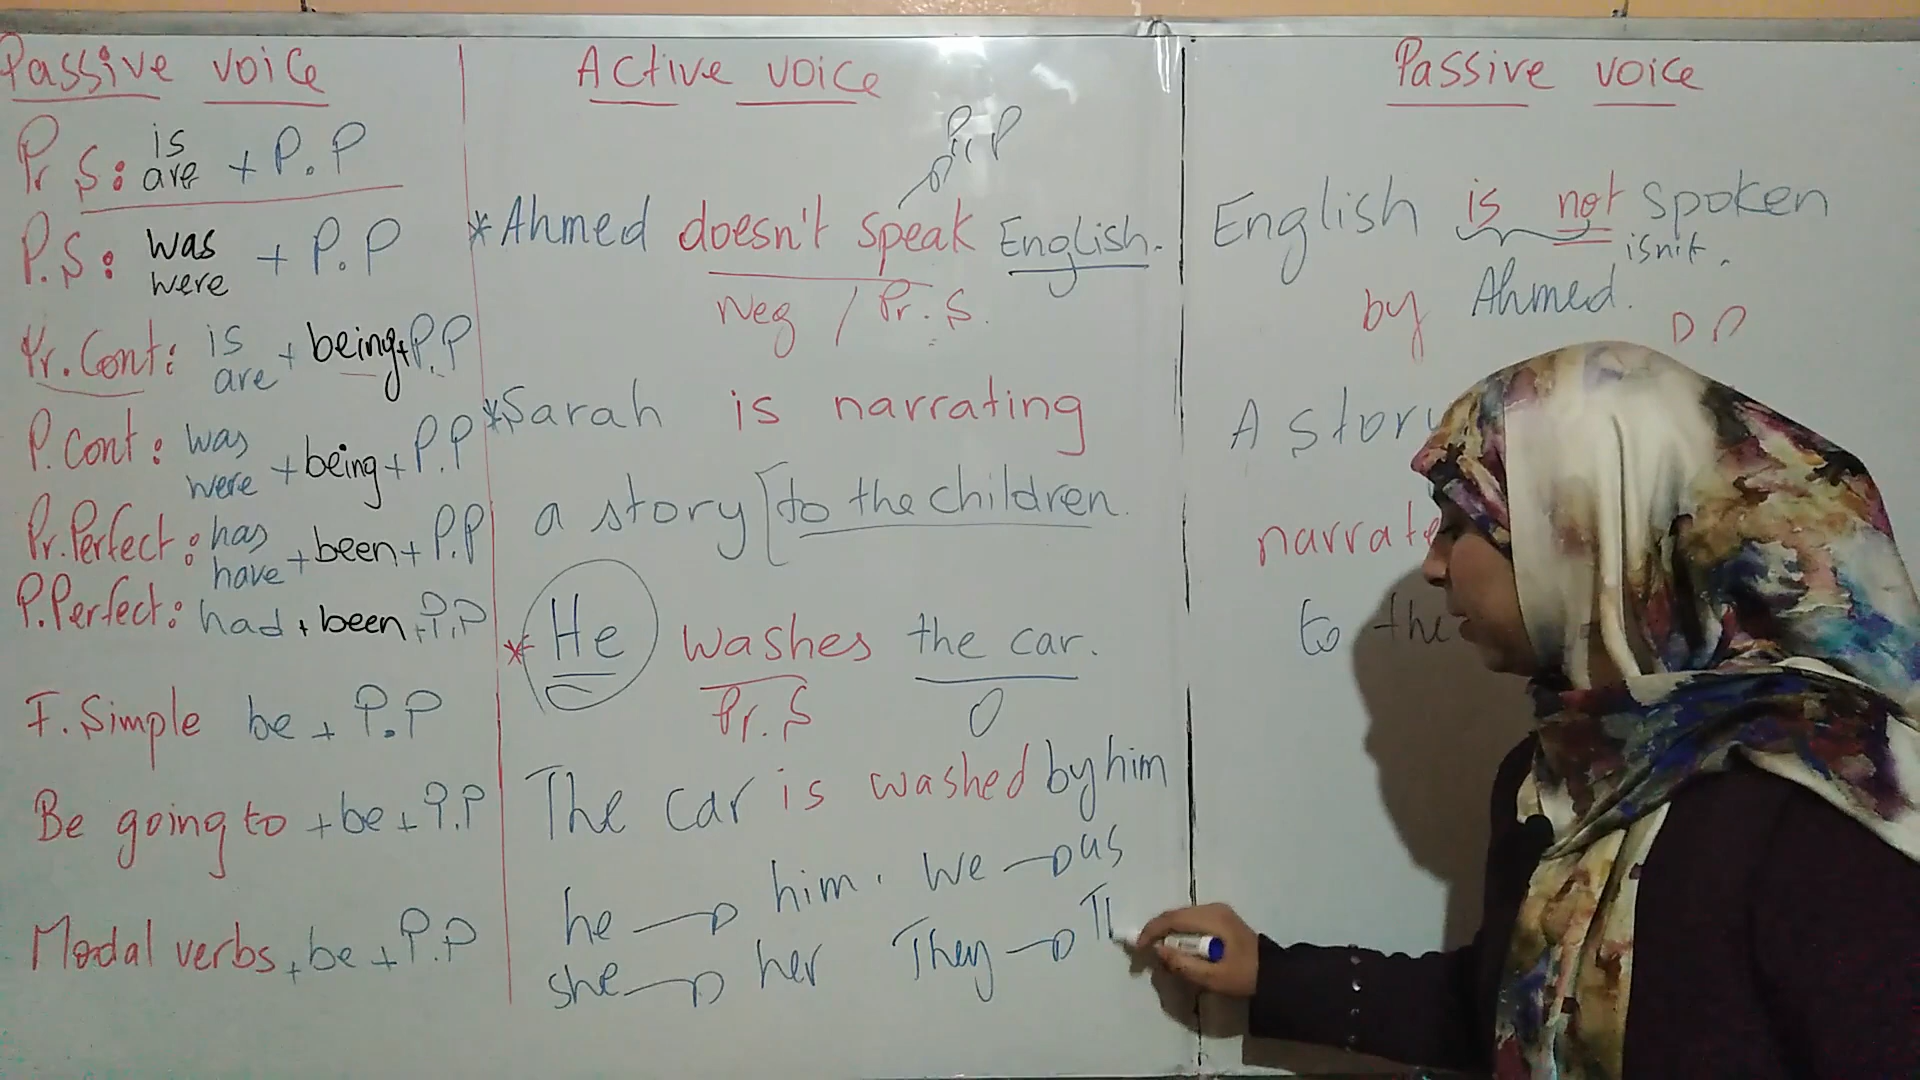 Passive voice
Pr S: is are + P.P
P.S: was were + P.P
Pr. Cont: is are + being + P.P
P. Cont: was were + being + P.P
Pr. Perfect: has have + been + P.P
P. Perfect: had + been + P.P
F. Simple be + P.P
Be going to + be + P.P
Modal verbs + be + P.P
Active voice
P.P
*Ahmed doesn't speak English.
Neg / Pr. S.
*Sarah is narrating
a story [to the children.
* He washes the car.
Pr. S O
The car is washed by him
he → him. We → us
she → her They → Th
Passive voice
English is not spoken
isn't.
by Ahmed.
A story
narrate
to the